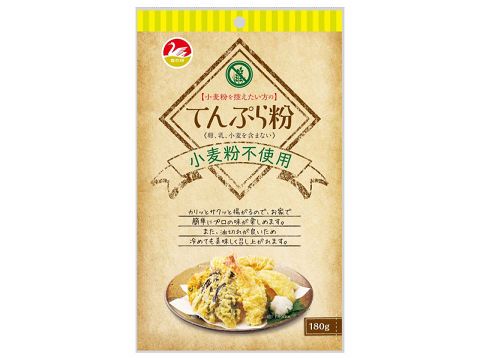 【小麦粉を控えたい方の】
てんぷら粉
(卵、乳、小麦を含まない)
小麦粉不使用
カリッとサクッと揚がるので、お家で
簡単にプロの味が楽しめます。
また、油切れが良いため
冷めても美味しく召し上がれます。
180g